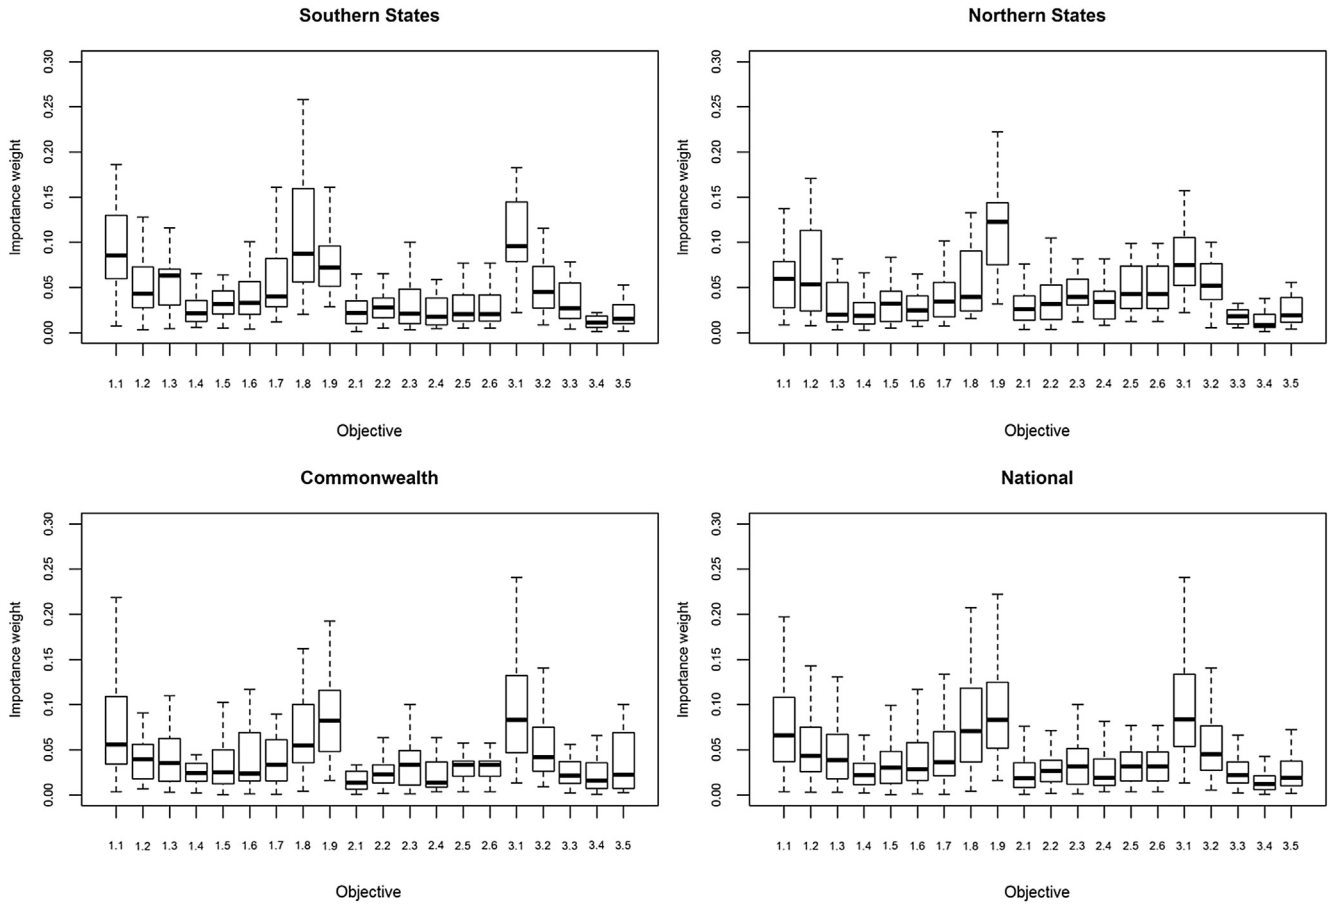 Southern States
Importance weight
0.00 0.05 0.10 0.15 0.20 0.25 0.30
1.1 1.2 1.3 1.4 1.5 1.6 1.7 1.8 1.9 2.1 2.2 2.3 2.4 2.5 2.6 3.1 3.2 3.3 3.4 3.5
Objective
Northern States
Importance weight
0.00 0.05 0.10 0.15 0.20 0.25 0.30
1.1 1.2 1.3 1.4 1.5 1.6 1.7 1.8 1.9 2.1 2.2 2.3 2.4 2.5 2.6 3.1 3.2 3.3 3.4 3.5
Objective
Commonwealth
Importance weight
0.00 0.05 0.10 0.15 0.20 0.25 0.30
1.1 1.2 1.3 1.4 1.5 1.6 1.7 1.8 1.9 2.1 2.2 2.3 2.4 2.5 2.6 3.1 3.2 3.3 3.4 3.5
Objective
National
Importance weight
0.00 0.05 0.10 0.15 0.20 0.25 0.30
1.1 1.2 1.3 1.4 1.5 1.6 1.7 1.8 1.9 2.1 2.2 2.3 2.4 2.5 2.6 3.1 3.2 3.3 3.4 3.5
Objective